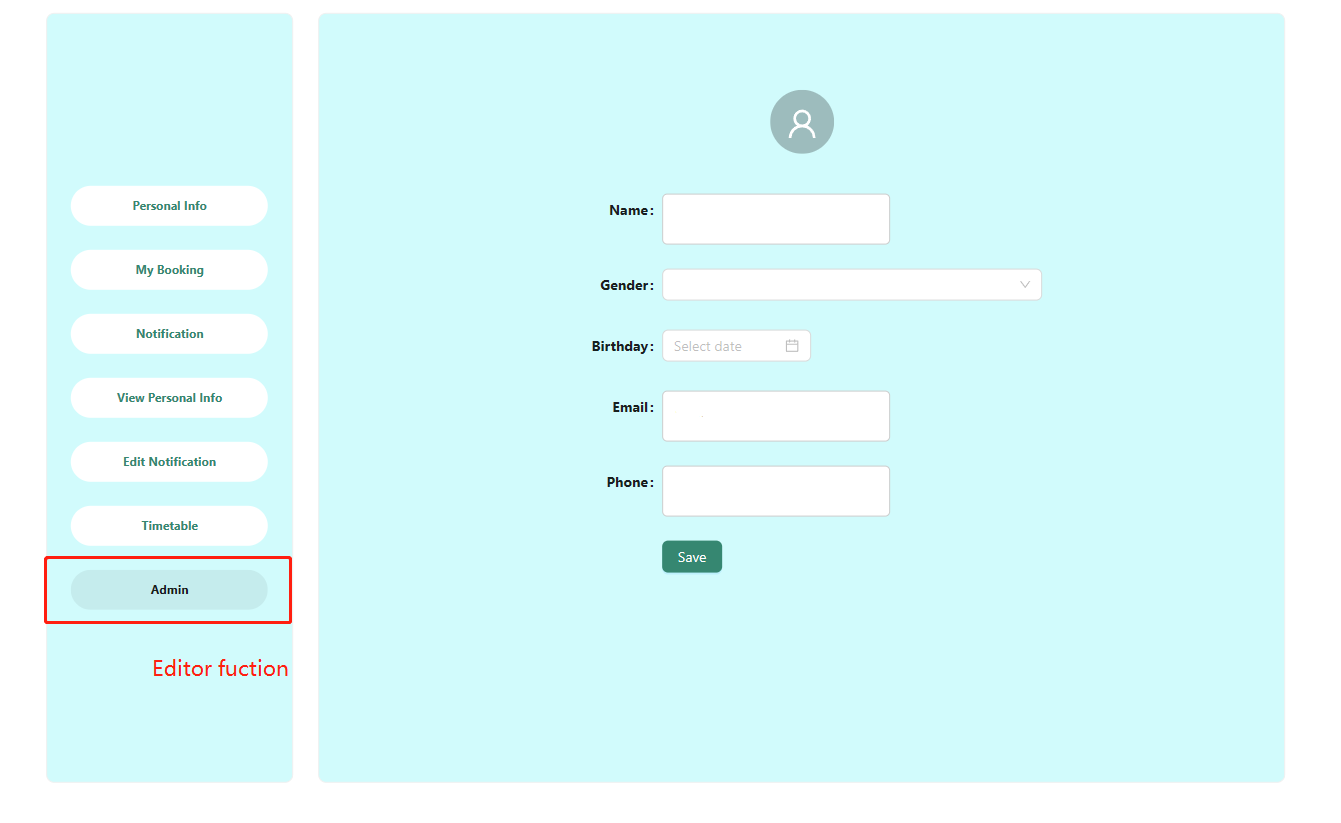 Personal Info
My Booking
Notification
View Personal Info
Edit Notification
Timetable
Admin
Editor fuction
Name:
Gender:
Birthday: Select date
Email:
Phone:
Save